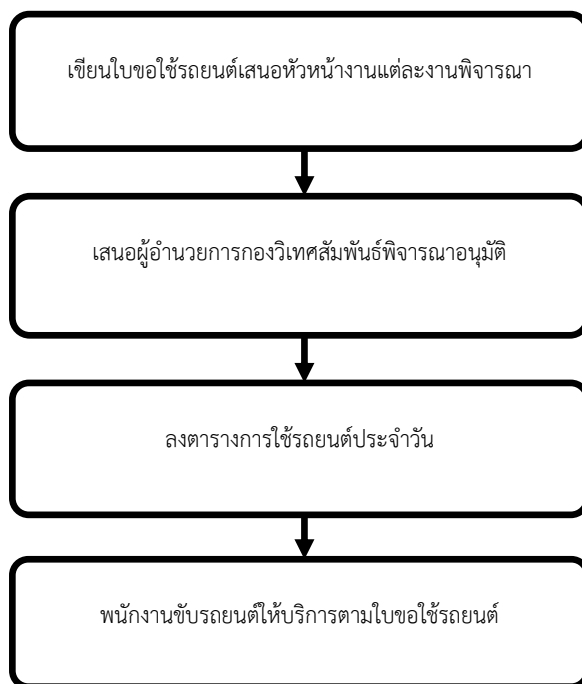 เขียนใบขอใช้รถยนต์เสนอหัวหน้างานแต่ละงานพิจารณา
เสนอผู้อำนวยการกองวิเทศสัมพันธ์พิจารณาอนุมัติ
ลงตารางการใช้รถยนต์ประจำวัน
พนักงานขับรถยนต์ให้บริการตามใบขอใช้รถยนต์